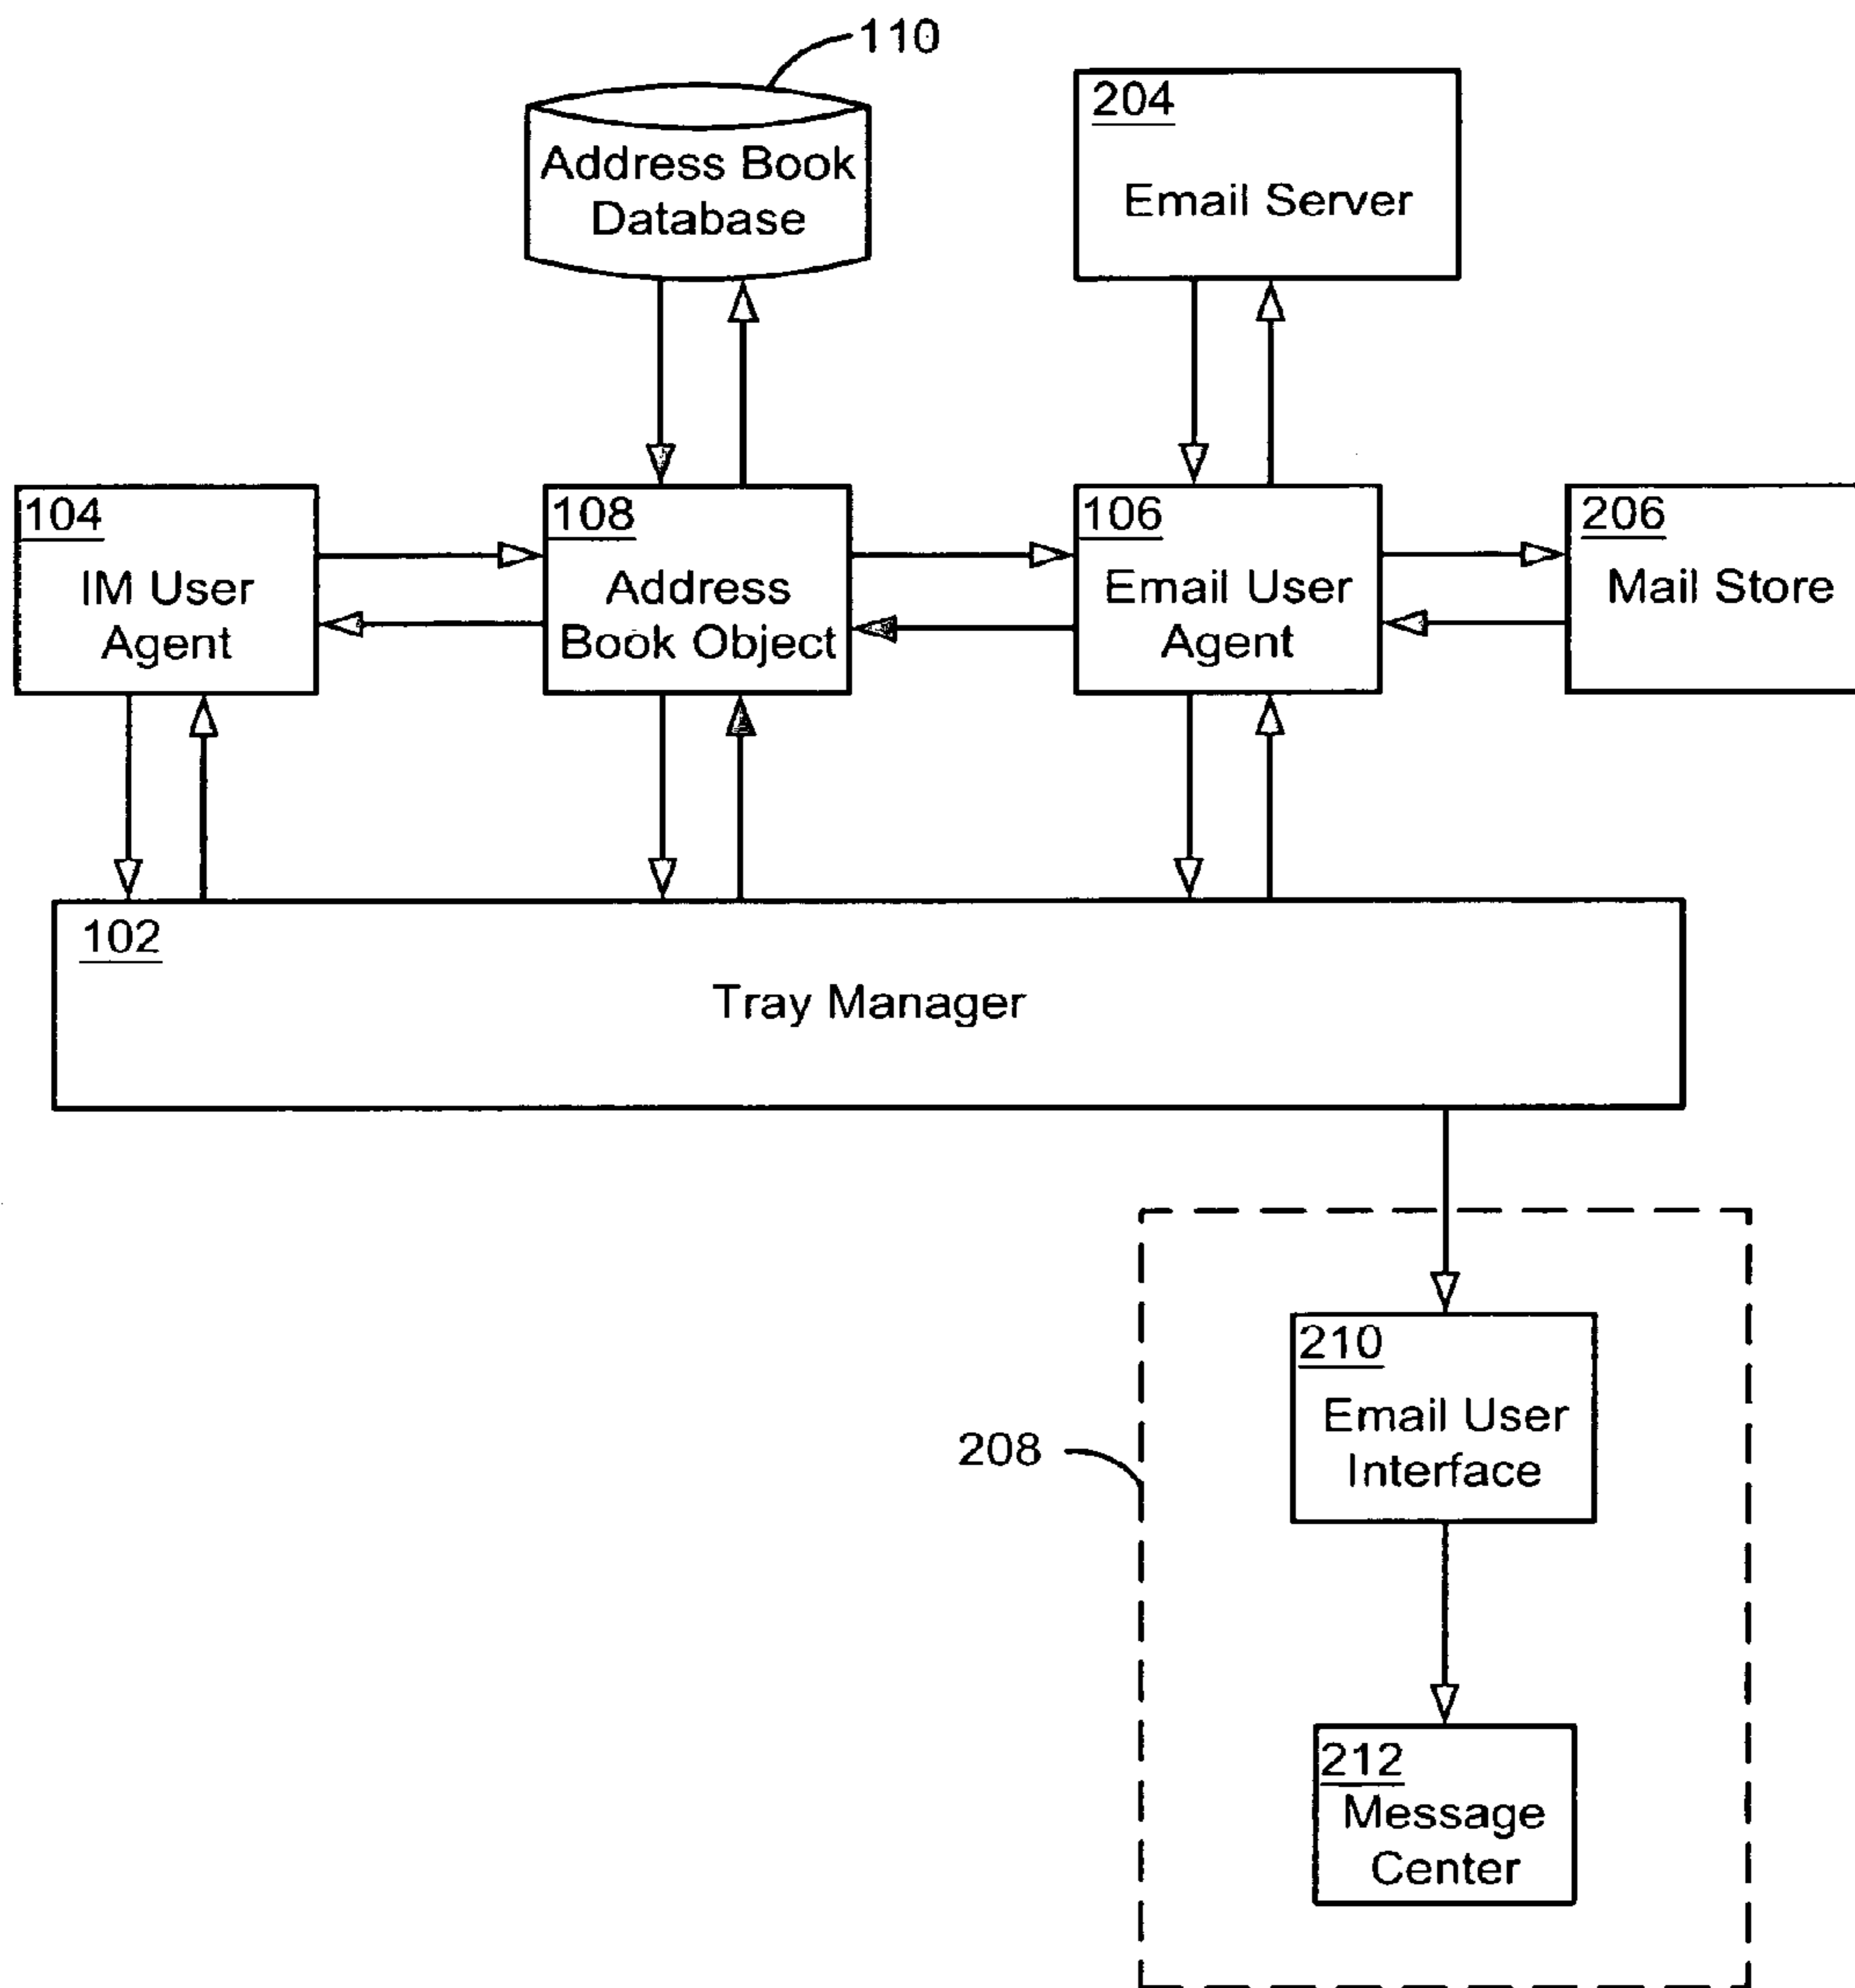 110
Address Book
Database
204
Email Server
104
IM User
Agent
108
Address
Book Object
106
Email User
Agent
206
Mail Store
102
Tray Manager
208
210
Email User
Interface
212
Message
Center